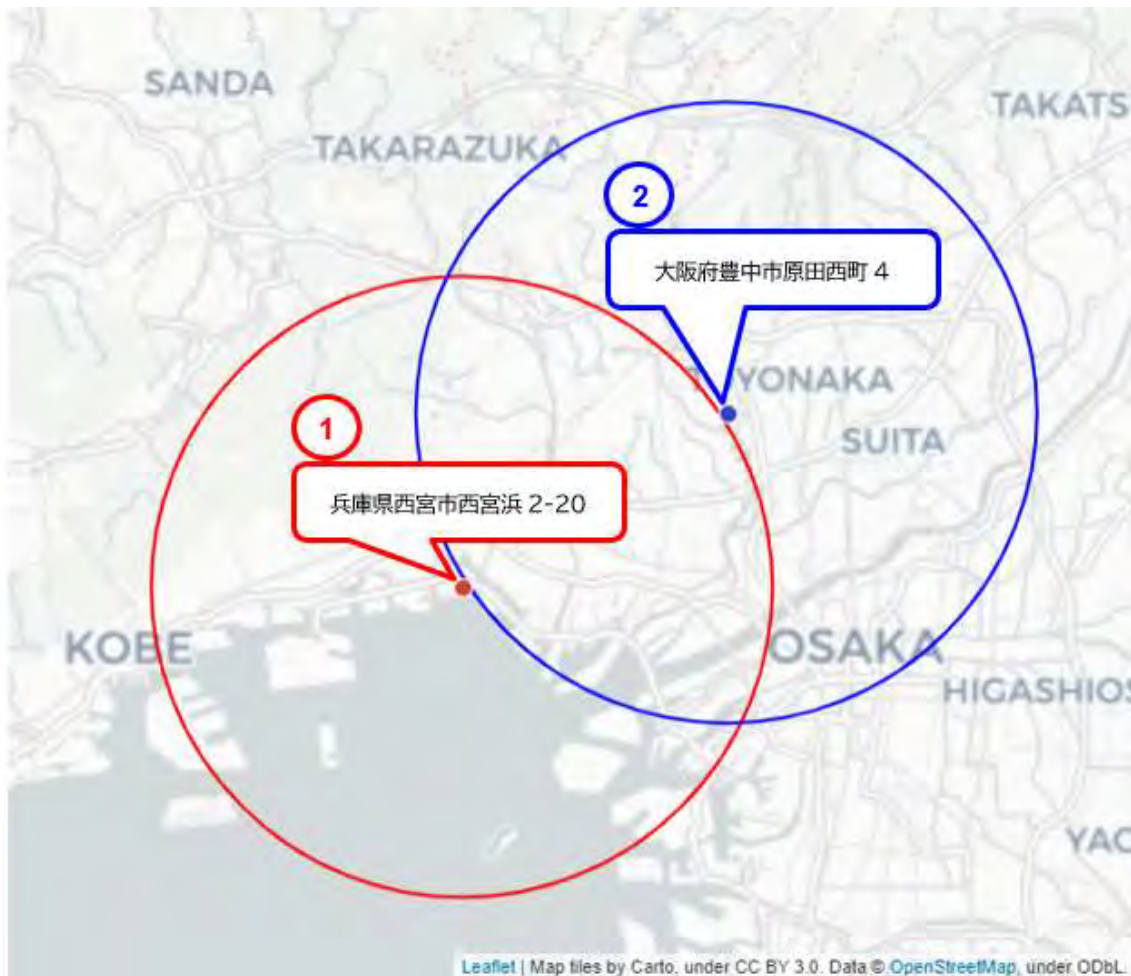 SANDA
TAKATS
TAKARAZUKA
2
大阪府豊中市原田西町 4
YONAKA
1
SUITA
兵庫県西宮市西宮浜 2-20
KOBE
OSAKA
HIGASHIOS
YAO
Leaflet | Map tiles by Carto, under CC BY 3.0. Data © OpenStreetMap, under ODbL.